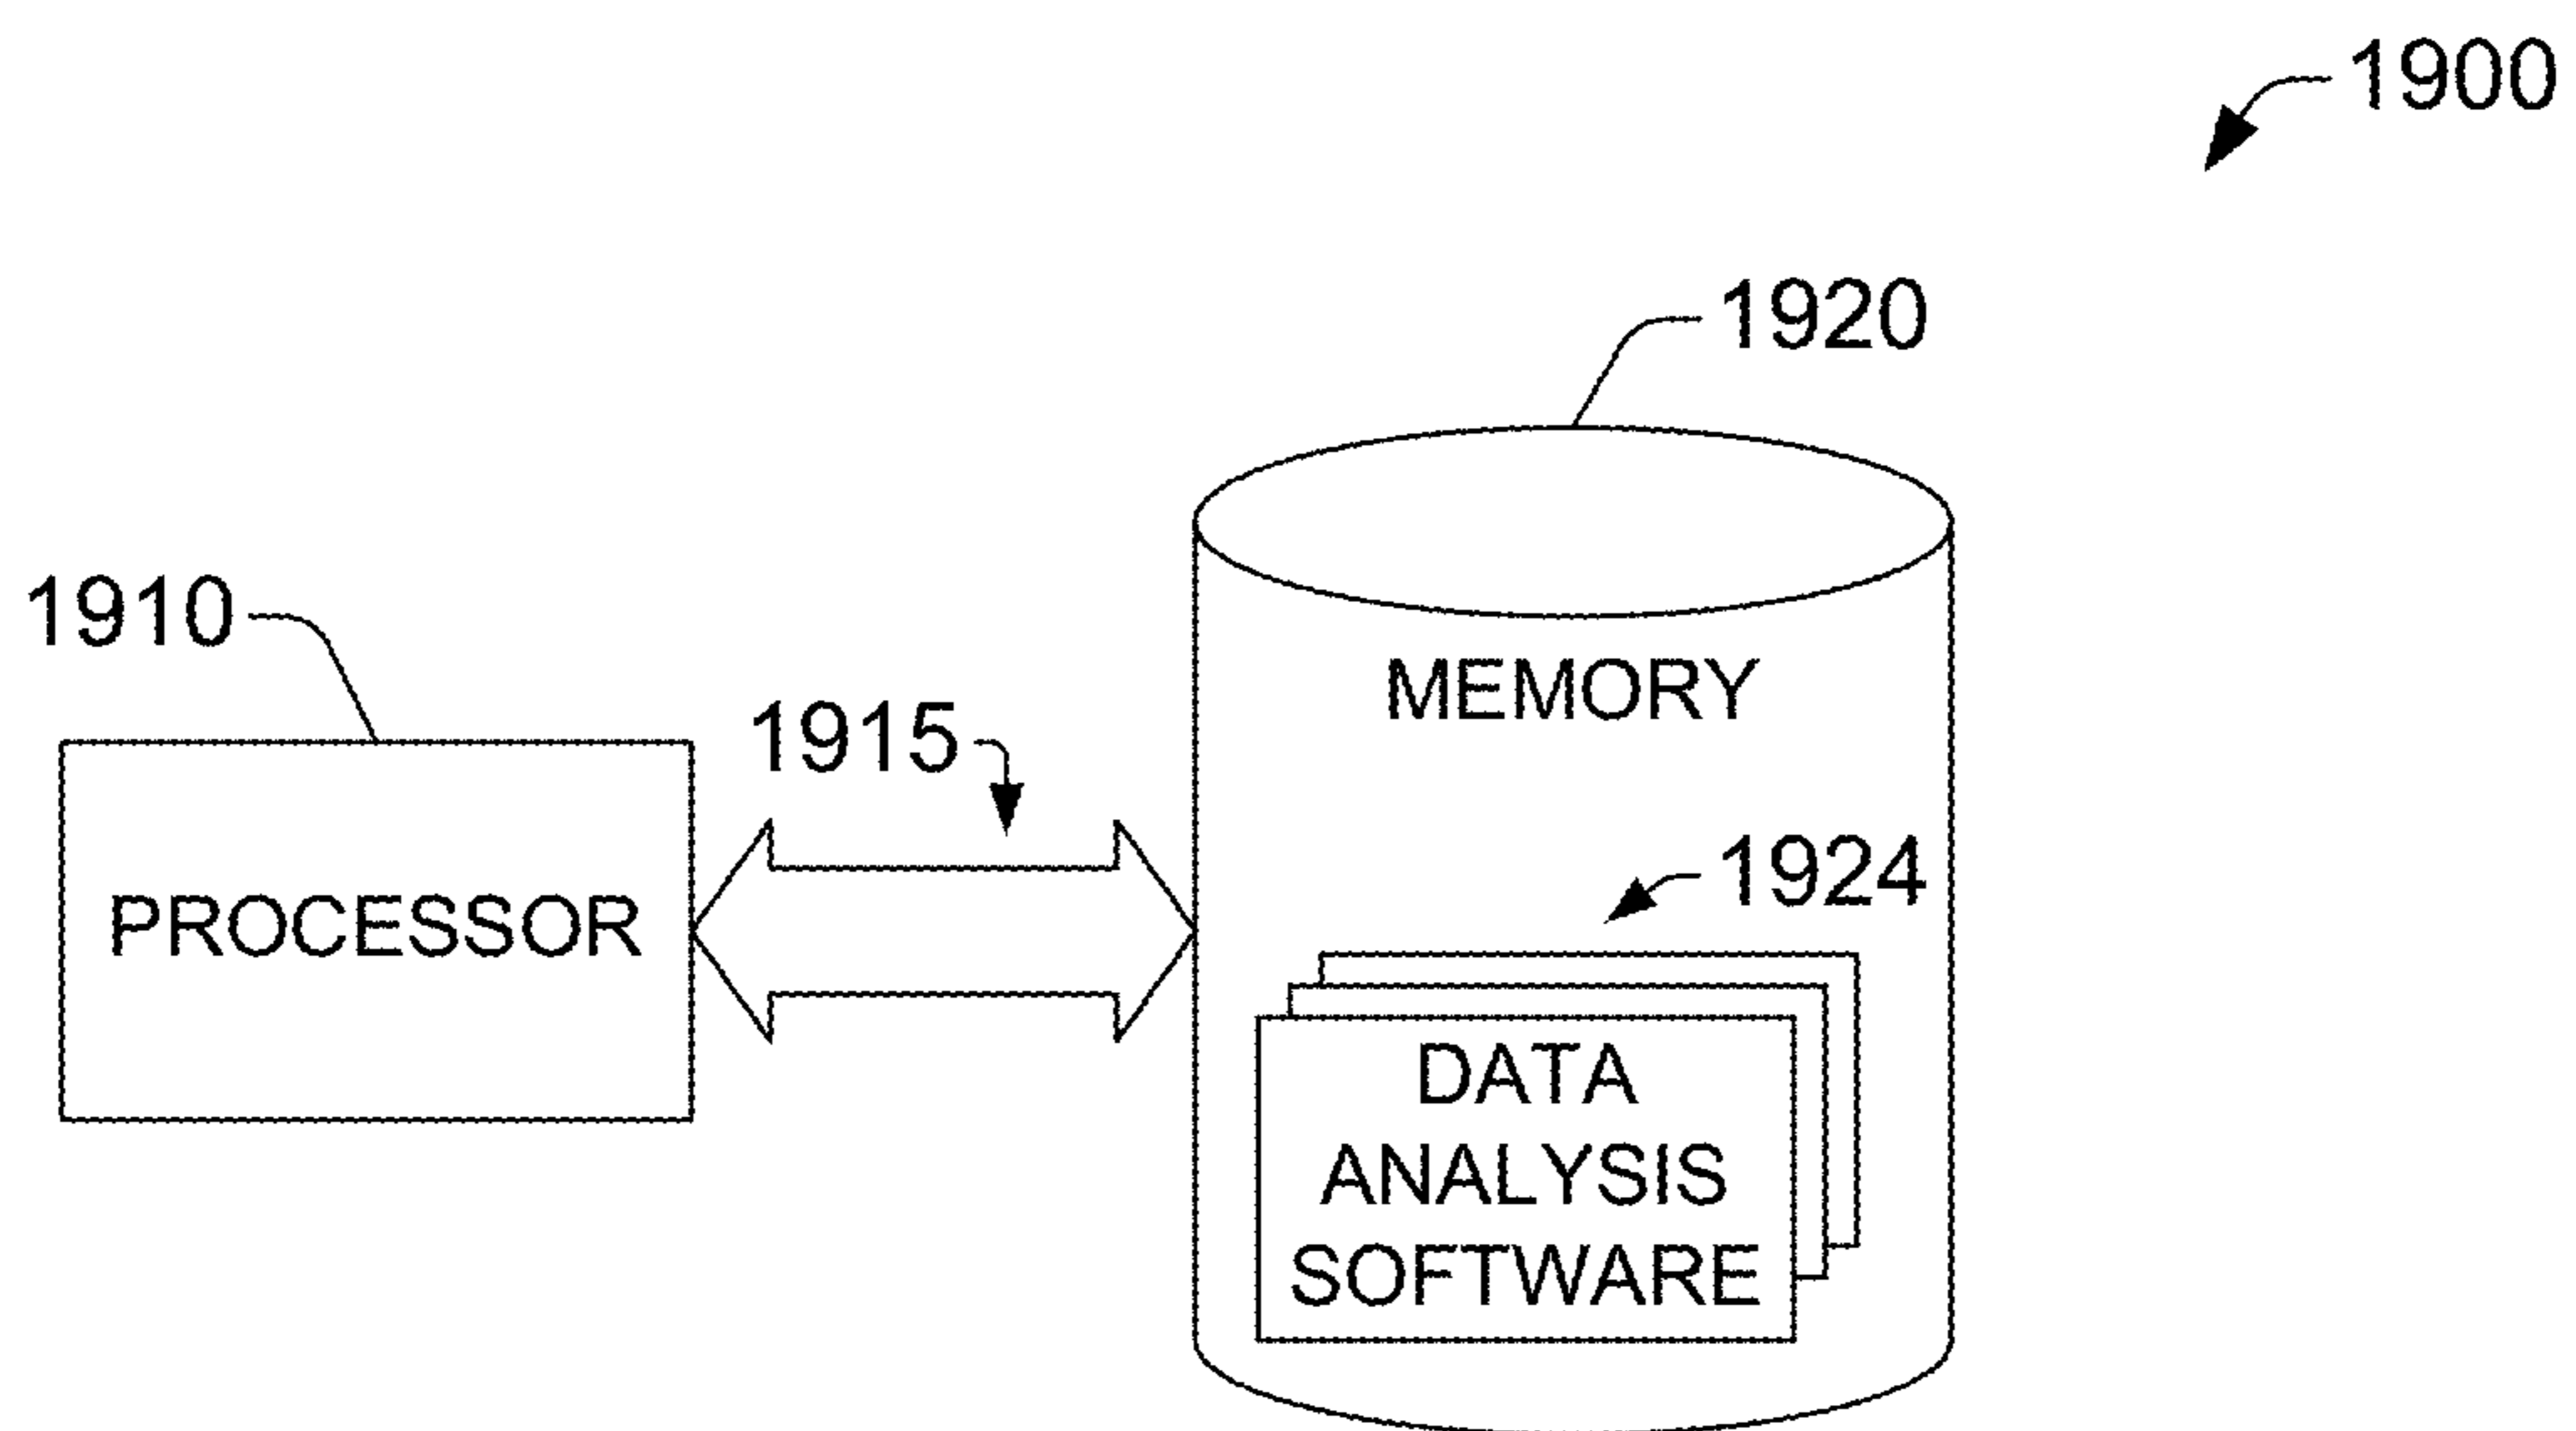 1900
1920
1910
MEMORY
1915
1924
PROCESSOR
DATA
ANALYSIS
SOFTWARE